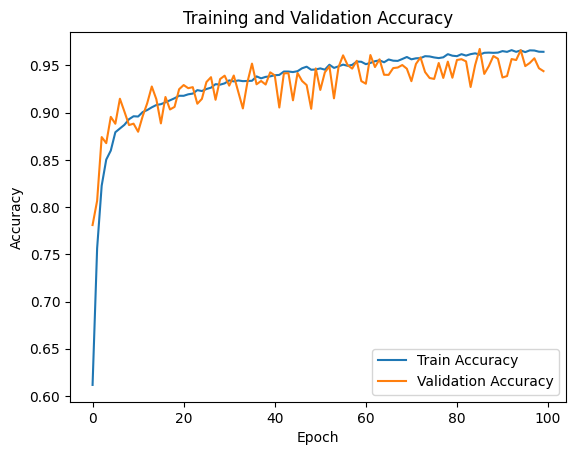 Training and Validation Accuracy
Accuracy
0.95
0.90
0.85
0.80
0.75
0.70
0.65
0.60
Train Accuracy
Validation Accuracy
0
20
40
60
80
100
Epoch